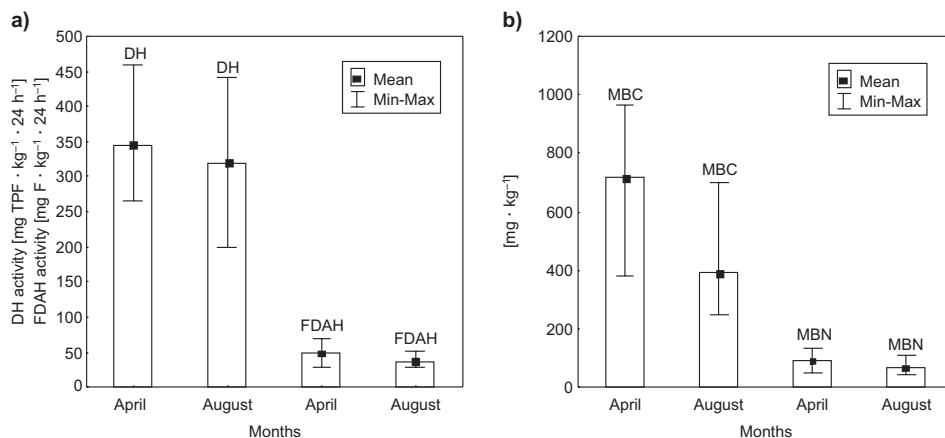 a)
DH activity [mg TPF · kg⁻¹ · 24 h⁻¹]
FDAH activity [mg F · kg⁻¹ · 24 h⁻¹]
500
450
400
350
300
250
200
150
100
50
0
DH
DH
FDAH
FDAH
Mean
Min-Max
April
August
April
August
Months
b)
[mg · kg⁻¹]
1200
1000
800
600
400
200
0
MBC
MBC
MBN
MBN
Mean
Min-Max
April
August
April
August
Months